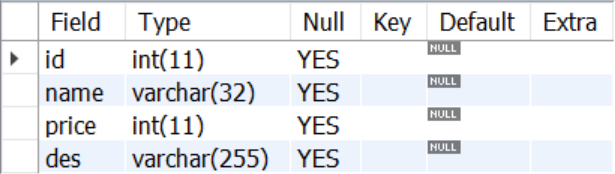 Field Type Null Key Default Extra
id int(11) YES NULL
name varchar(32) YES NULL
price int(11) YES NULL
des varchar(255) YES NULL